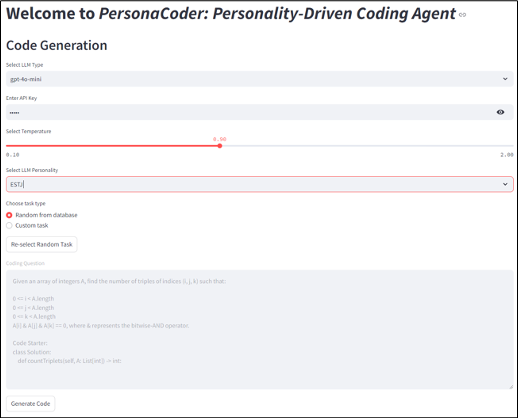 Welcome to PersonaCoder: Personality-Driven Coding Agent
Code Generation
Select LLM Type
gpt-4o-mini
Enter API Key
•••••
Select Temperature
0.90
0.10
2.00
Select LLM Personality
ESTJ
Choose task type
Random from database
Custom task
Re-select Random Task
Coding Question
Given an array of integers A, find the number of triples of indices (i, j, k) such that:
0 <= i < A.length
0 <= j < A.length
0 <= k < A.length
A[i] & A[j] & A[k] == 0, where & represents the bitwise-AND operator.
Code Starter:
class Solution:
def countTriplets(self, A: List[int]) -> int:
Generate Code